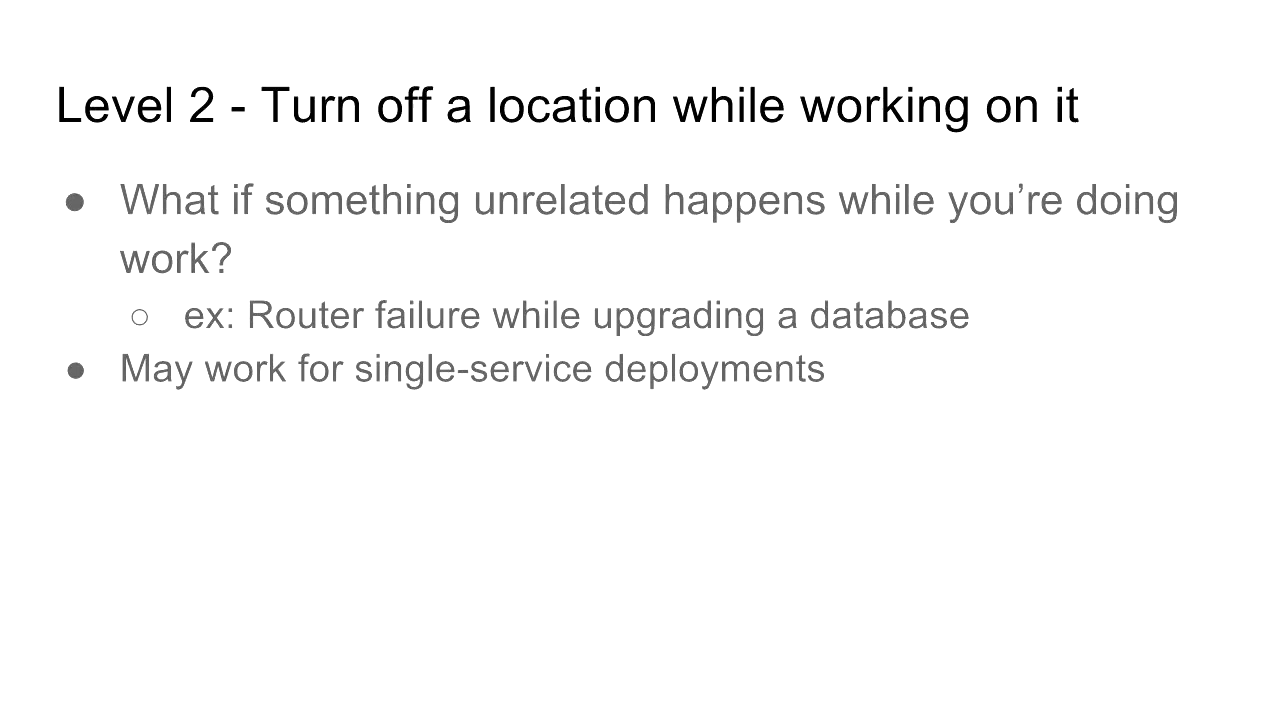 Level 2 - Turn off a location while working on it
● What if something unrelated happens while you’re doing
work?
○ ex: Router failure while upgrading a database
● May work for single-service deployments